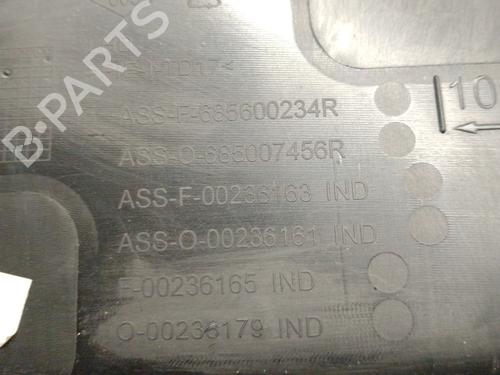 ASS-F-685600234R
ASS-O-685007456R
ASS-F-00236163 IND
ASS-O-00236161 IND
F-00236165 IND
O-00236179 IND
10
B-PARTS